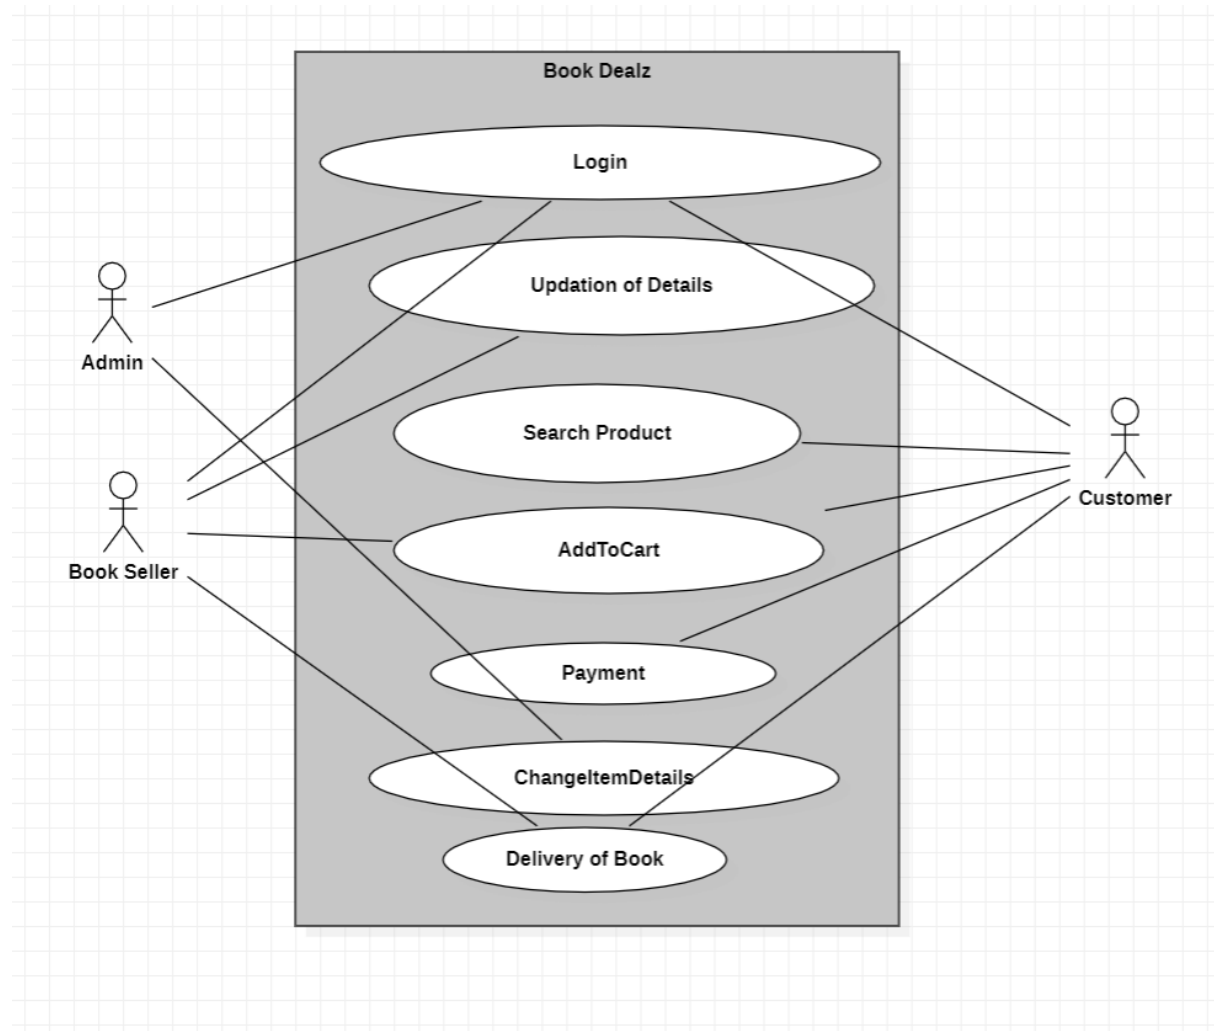 Book Dealz
Login
Updation of Details
Admin
Search Product
Customer
AddToCart
Book Seller
Payment
ChangeItemDetails
Delivery of Book